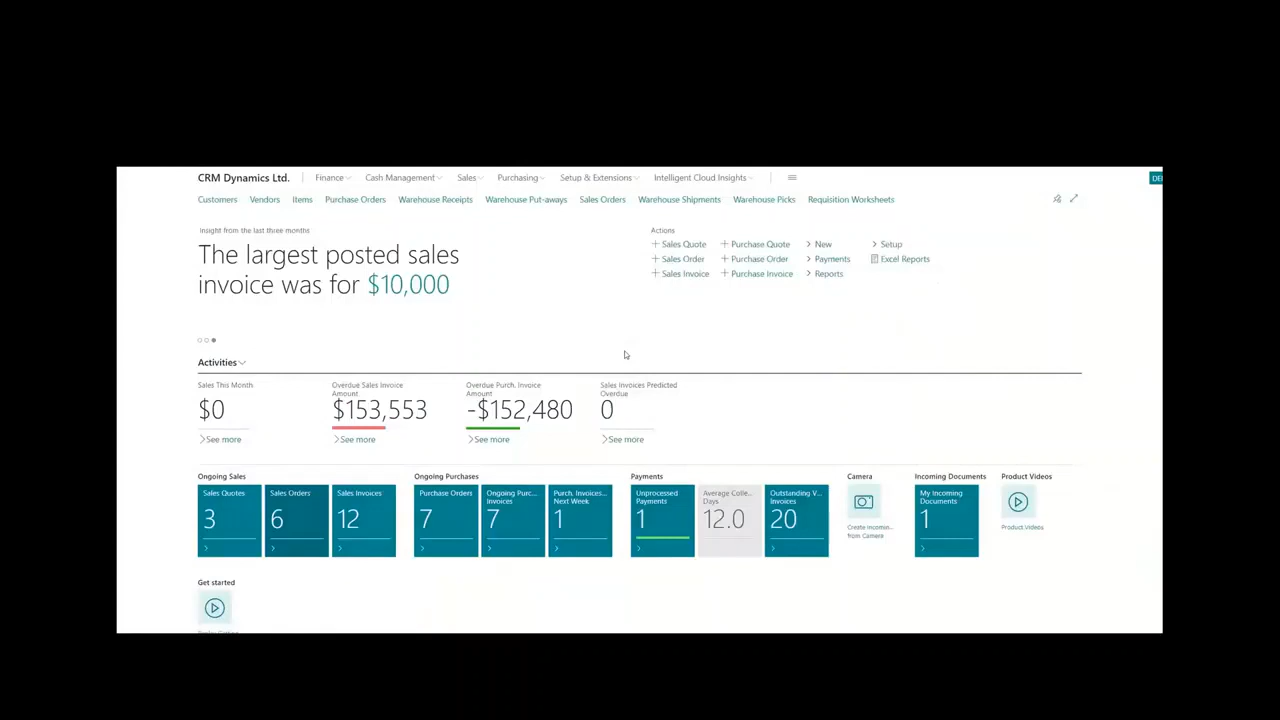 CRM Dynamics Ltd.
Finance
Cash Management
Sales
Purchasing
Setup & Extensions
Intelligent Cloud Insights
Customers
Vendors
Items
Purchase Orders
Warehouse Receipts
Warehouse Put-aways
Sales Orders
Warehouse Shipments
Warehouse Picks
Requisition Worksheets
Insight from the last three months
The largest posted sales
invoice was for $10,000
Actions
+ Sales Quote
+ Purchase Quote
> New
> Setup
+ Sales Order
+ Purchase Order
> Payments
Excel Reports
+ Sales Invoice
+ Purchase Invoice
> Reports
Activities
Sales This Month
$0
>See more
Overdue Sales Invoice
Amount
$153,553
>See more
Overdue Purch. Invoice
Amount
-$152,480
>See more
Sales Invoices Predicted
Overdue
0
>See more
Ongoing Sales
Sales Quotes
3
Sales Orders
6
Sales Invoices
12
Ongoing Purchases
Purchase Orders
7
Ongoing Purc...
Invoices
7
Purch. Invoices...
Next Week
1
Payments
Unprocessed
Payments
1
Average Colle...
Days
12.0
Outstanding V...
Invoices
20
Camera
Create Incomin...
from Camera
Incoming Documents
My Incoming
Documents
1
Product Videos
Product Videos
Get started